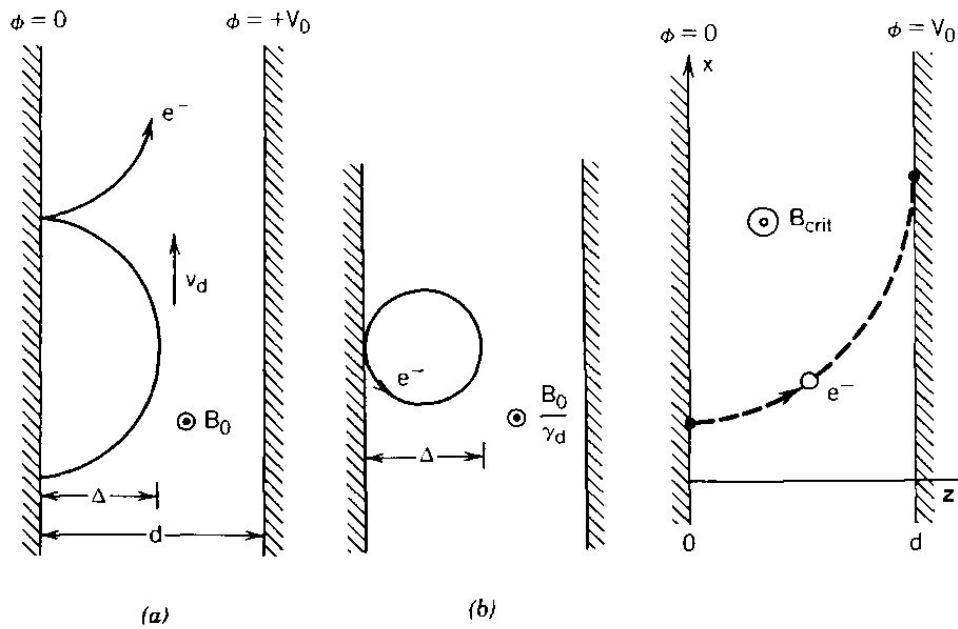 ϕ = 0
ϕ = +V₀
e⁻
v_d
B₀
Δ
d
(a)
e⁻
B₀/γ_d
Δ
(b)
ϕ = 0
ϕ = V₀
x
B_crit
e⁻
z
0
d